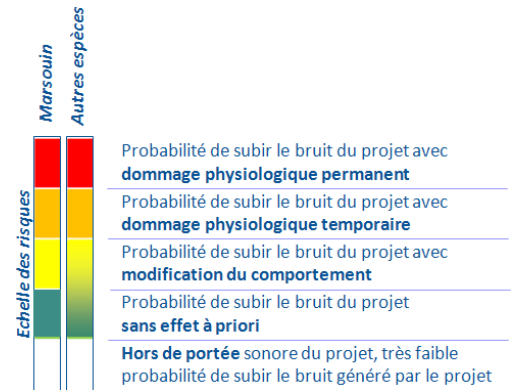 Marsouin
Autres espèces
Echelle des risques
Probabilité de subir le bruit du projet avec
dommage physiologique permanent
Probabilité de subir le bruit du projet avec
dommage physiologique temporaire
Probabilité de subir le bruit du projet avec
modification du comportement
Probabilité de subir le bruit du projet
sans effet à priori
Hors de portée sonore du projet, très faible
probabilité de subir le bruit généré par le projet